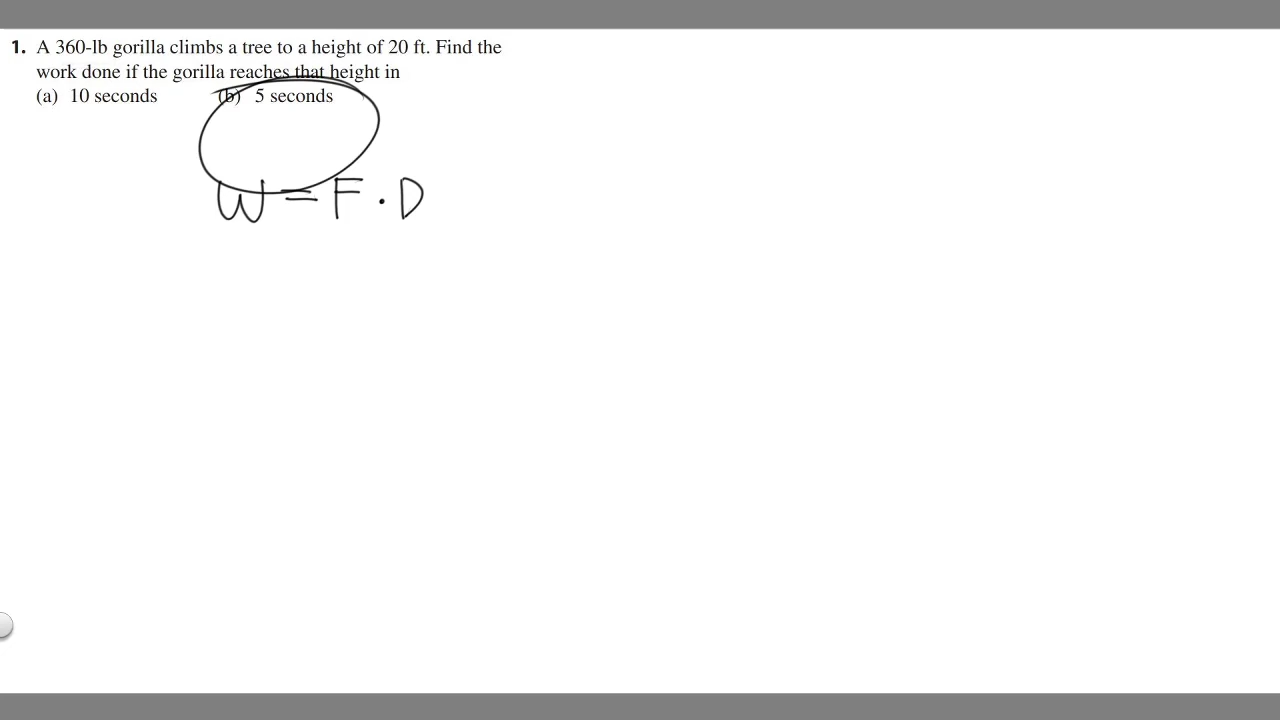 1. A 360-lb gorilla climbs a tree to a height of 20 ft. Find the
work done if the gorilla reaches that height in
(a) 10 seconds (b) 5 seconds
W = F · D